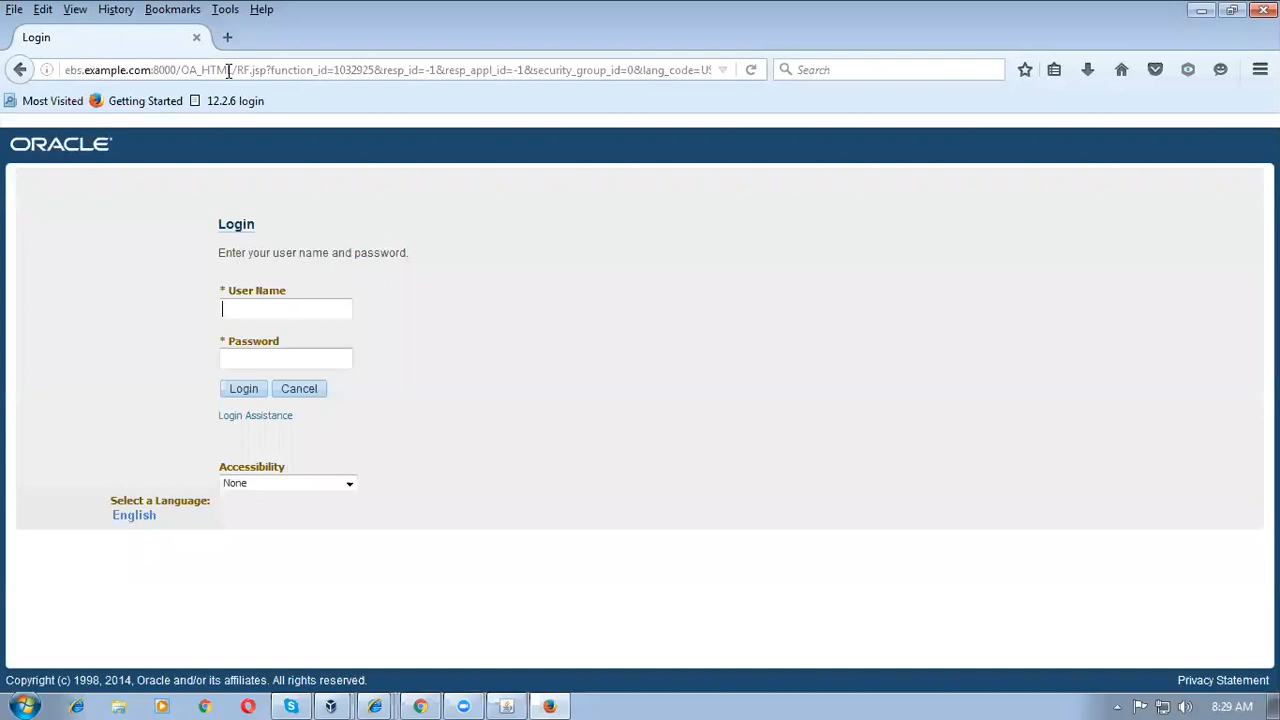 File Edit View History Bookmarks Tools Help
Login
ebs.example.com:8000/OA_HTML/RF.jsp?function_id=1032925&resp_id=-1&resp_appl_id=-1&security_group_id=0&lang_code=US
Search
Most Visited Getting Started 12.2.6 login
ORACLE
Login
Enter your user name and password.
* User Name
* Password
Login Cancel
Login Assistance
Accessibility
None
Select a Language:
English
Copyright (c) 1998, 2014, Oracle and/or its affiliates. All rights reserved.
Privacy Statement
8:29 AM